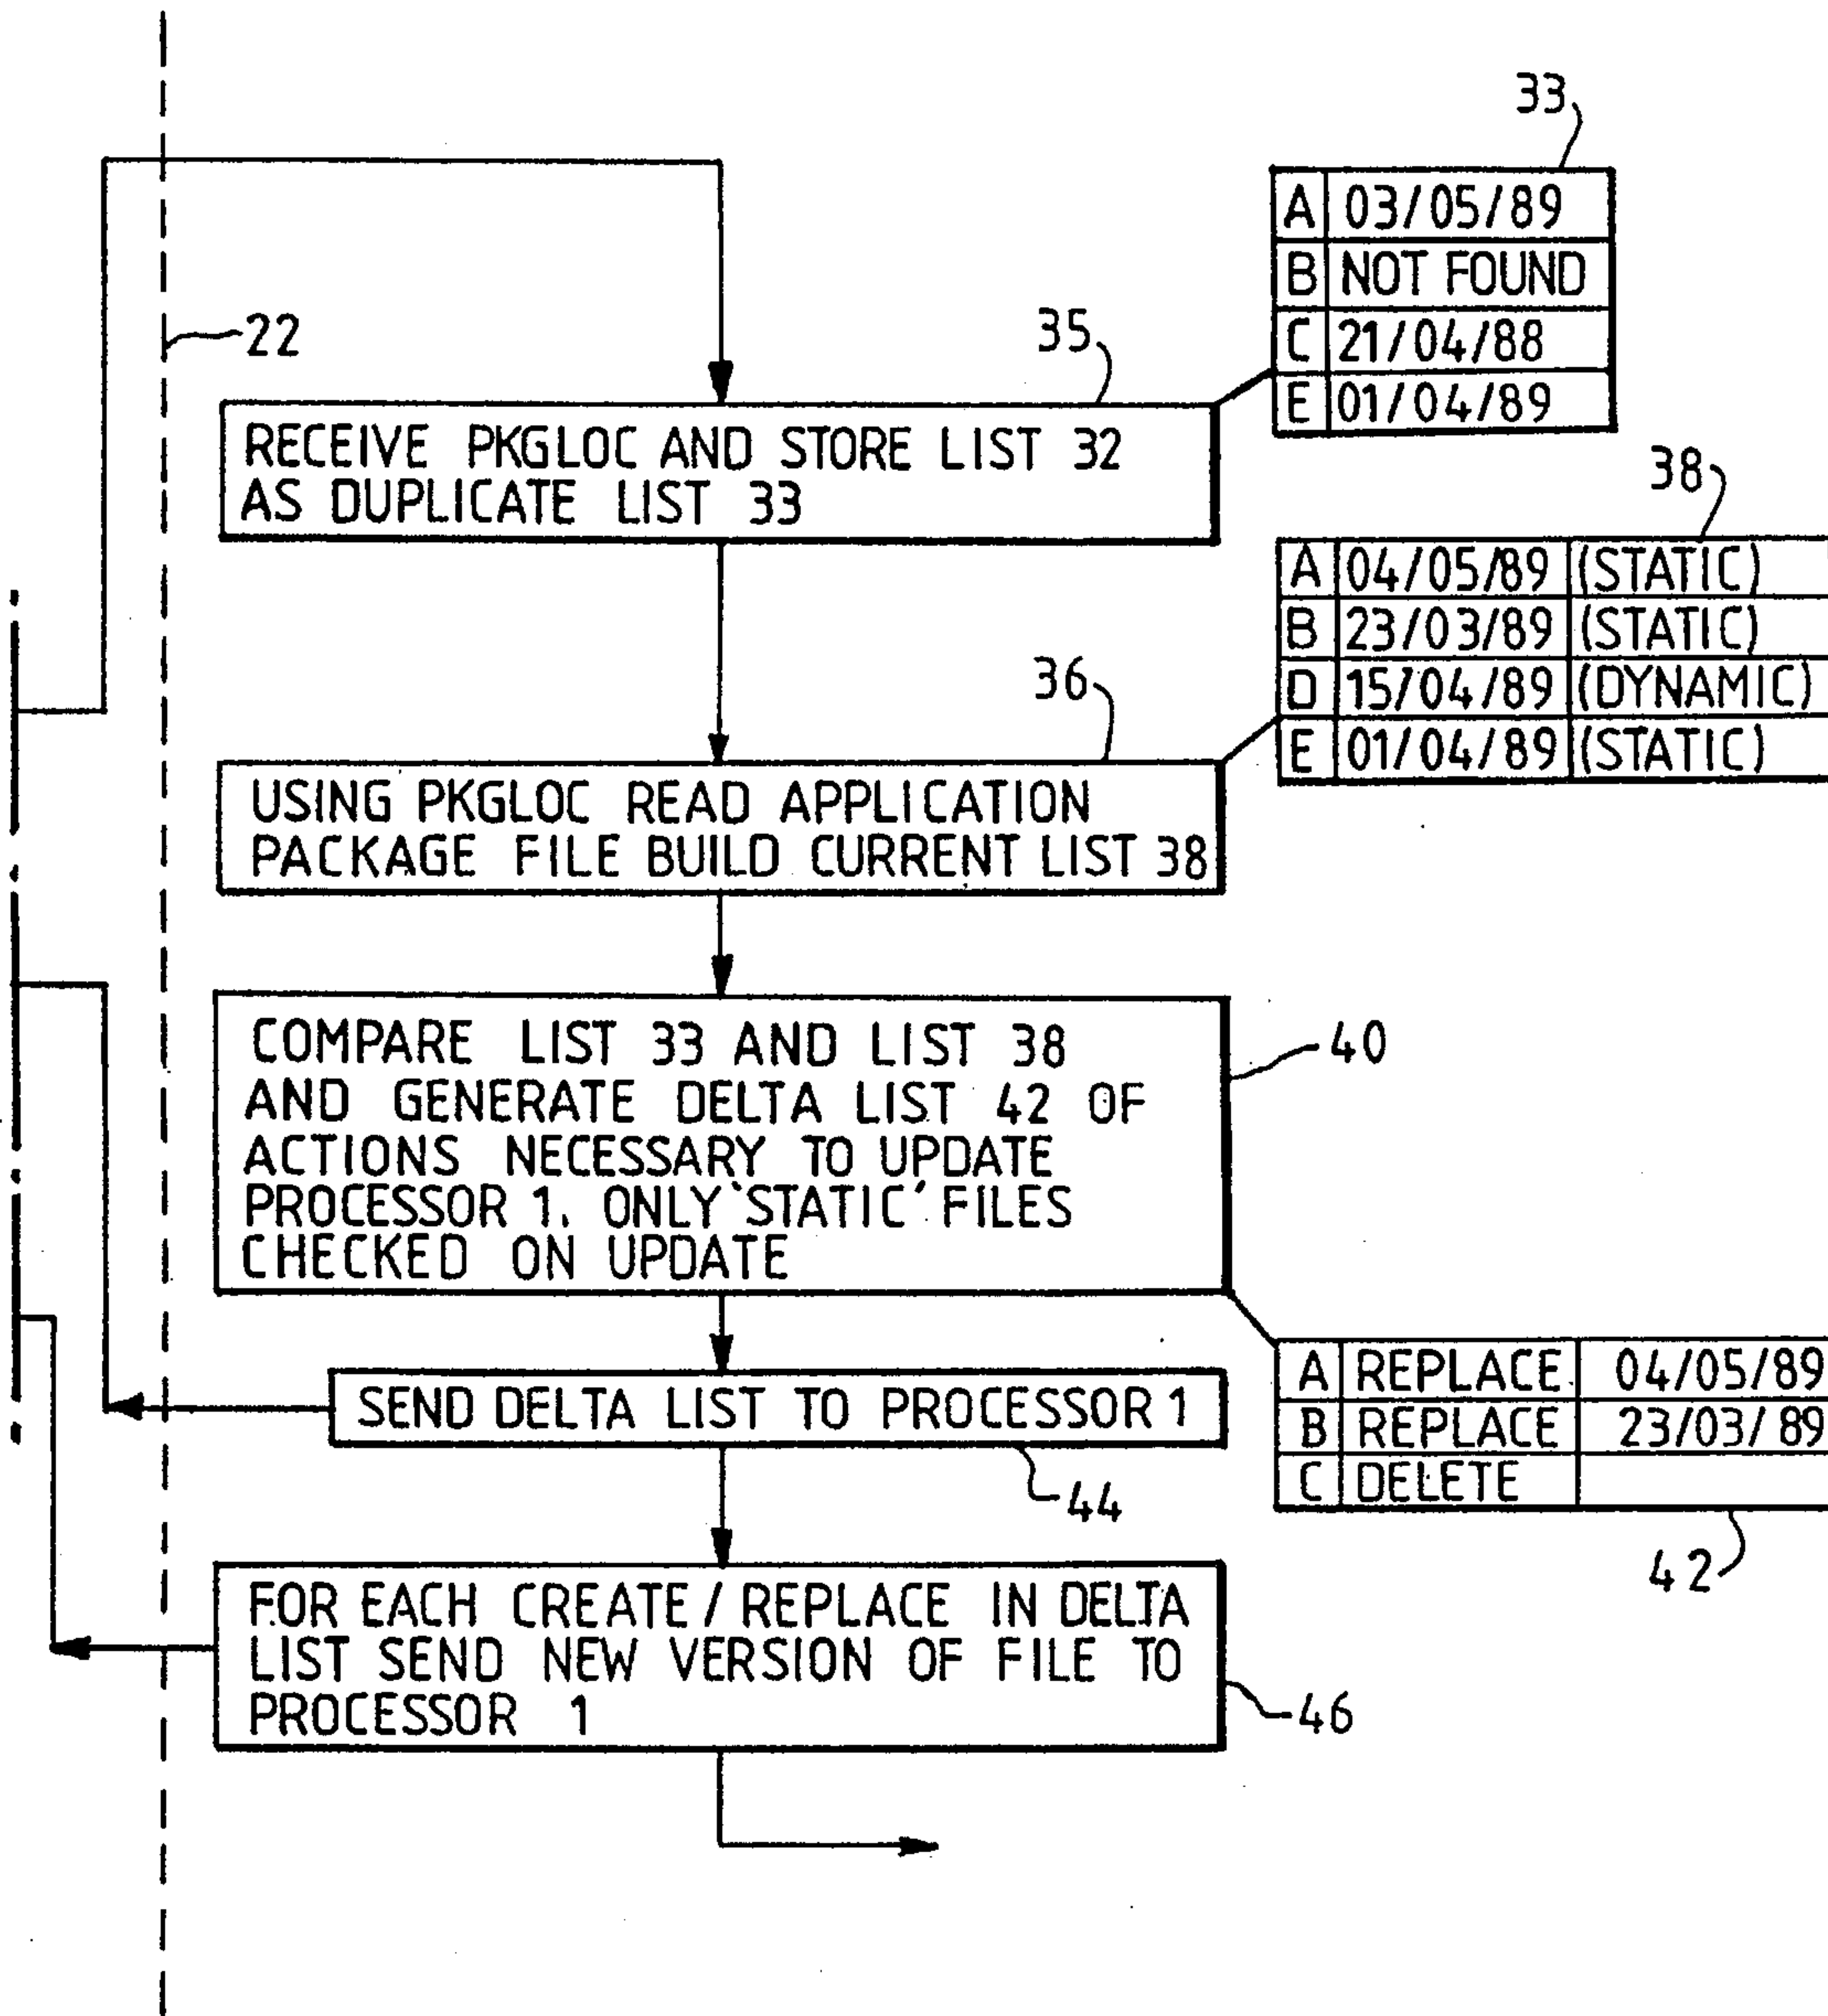 33
A 03/05/89
B NOT FOUND
C 21/04/88
E 01/04/89
22
35
RECEIVE PKGLOC AND STORE LIST 32
AS DUPLICATE LIST 33
38
A 04/05/89 (STATIC)
B 23/03/89 (STATIC)
D 15/04/89 (DYNAMIC)
E 01/04/89 (STATIC)
36
USING PKGLOC READ APPLICATION
PACKAGE FILE BUILD CURRENT LIST 38
COMPARE LIST 33 AND LIST 38
AND GENERATE DELTA LIST 42 OF
ACTIONS NECESSARY TO UPDATE
PROCESSOR 1. ONLY 'STATIC' FILES
CHECKED ON UPDATE
40
A REPLACE 04/05/89
B REPLACE 23/03/89
C DELETE
42
SEND DELTA LIST TO PROCESSOR 1
44
FOR EACH CREATE / REPLACE IN DELTA
LIST SEND NEW VERSION OF FILE TO
PROCESSOR 1
46